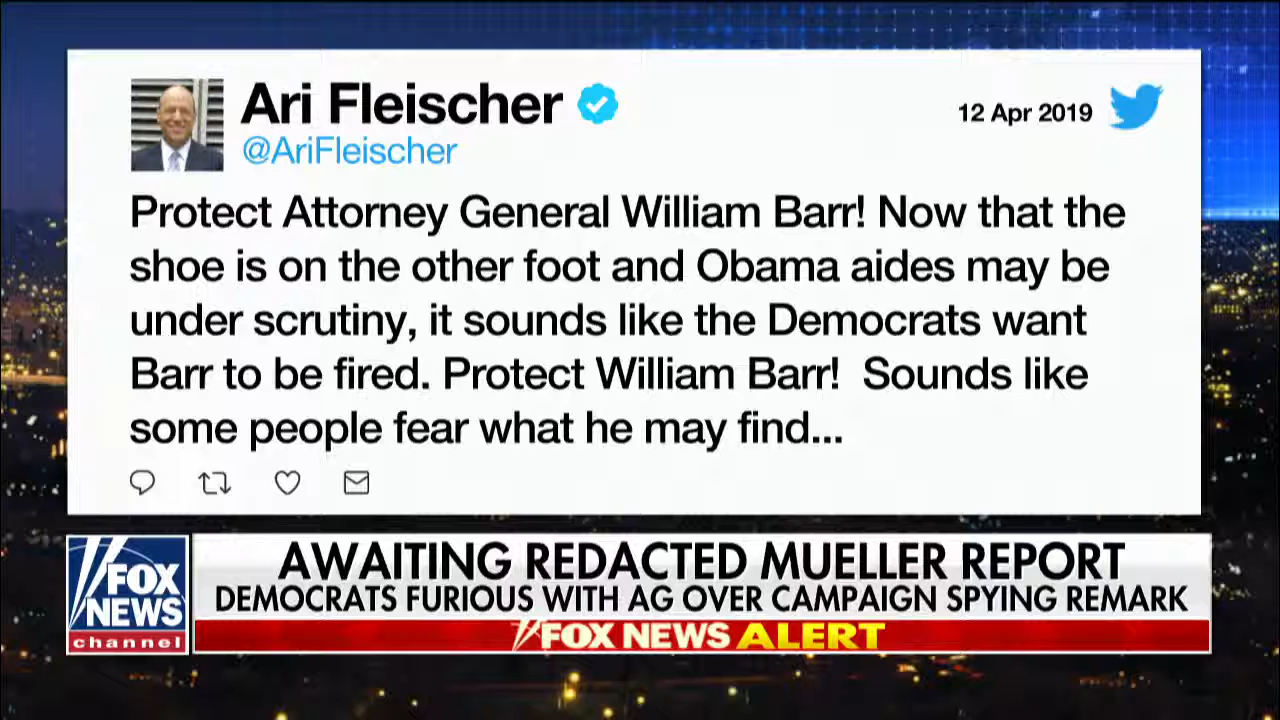 Ari Fleischer
@AriFleischer
12 Apr 2019
Protect Attorney General William Barr! Now that the
shoe is on the other foot and Obama aides may be
under scrutiny, it sounds like the Democrats want
Barr to be fired. Protect William Barr!  Sounds like
some people fear what he may find...
FOX
NEWS
channel
AWAITING REDACTED MUELLER REPORT
DEMOCRATS FURIOUS WITH AG OVER CAMPAIGN SPYING REMARK
FOX NEWS ALERT